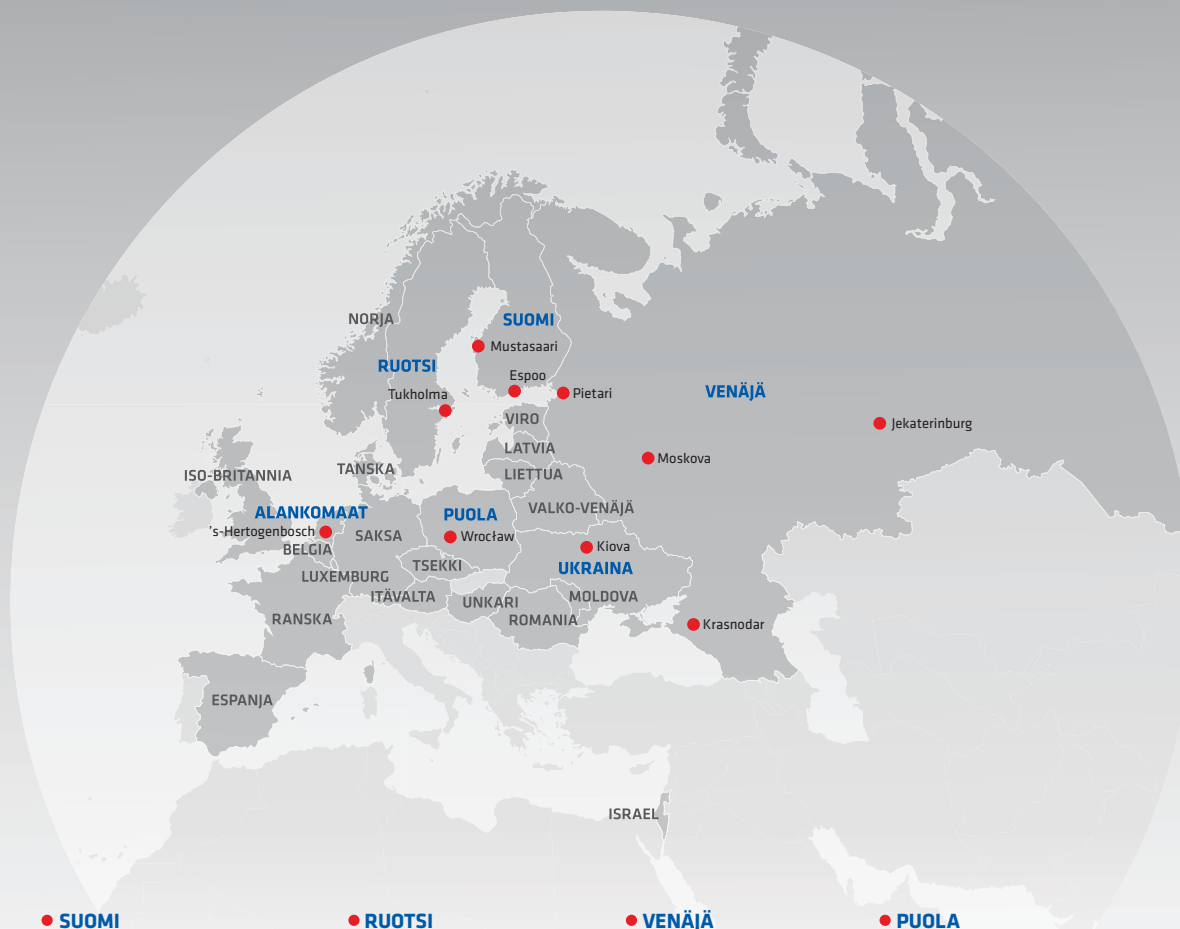 NORJA
SUOMI
Mustasaari
RUOTSI
Espoo
Tukholma
Pietari
VENÄJÄ
VIRO
Jekaterinburg
LATVIA
Moskova
TANSKA
LIETTUA
ISO-BRITANNIA
ALANKOMAAT
PUOLA
VALKO-VENÄJÄ
's-Hertogenbosch
SAKSA
Wrocław
BELGIA
Kiova
TSEKKI
UKRAINA
LUXEMBURG
ITÄVALTA
UNKARI
MOLDOVA
RANSKA
ROMANIA
Krasnodar
ESPANJA
ISRAEL
SUOMI
RUOTSI
VENÄJÄ
PUOLA